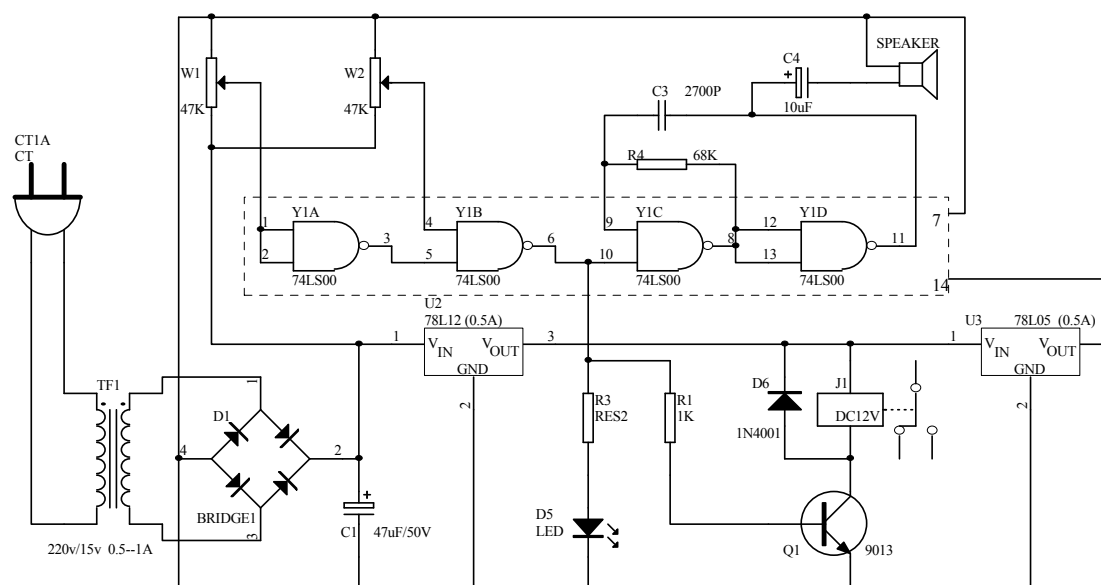 SPEAKER
C4
+
10uF
C3 2700P
W1
47K
W2
47K
R4 68K
CT1A
CT
Y1A
1
2
3
74LS00
Y1B
4
5
6
74LS00
Y1C
9
10
8
74LS00
Y1D
12
13
11
74LS00
7
14
U2
78L12 (0.5A)
1
VIN
VOUT
GND
3
2
U3
78L05 (0.5A)
1
VIN
VOUT
GND
2
TF1
220v/15v 0.5--1A
D1
1
2
3
4
BRIDGE1
+
C1
47uF/50V
R3
RES2
R1
1K
D5
LED
D6
1N4001
J1
DC12V
Q1
9013